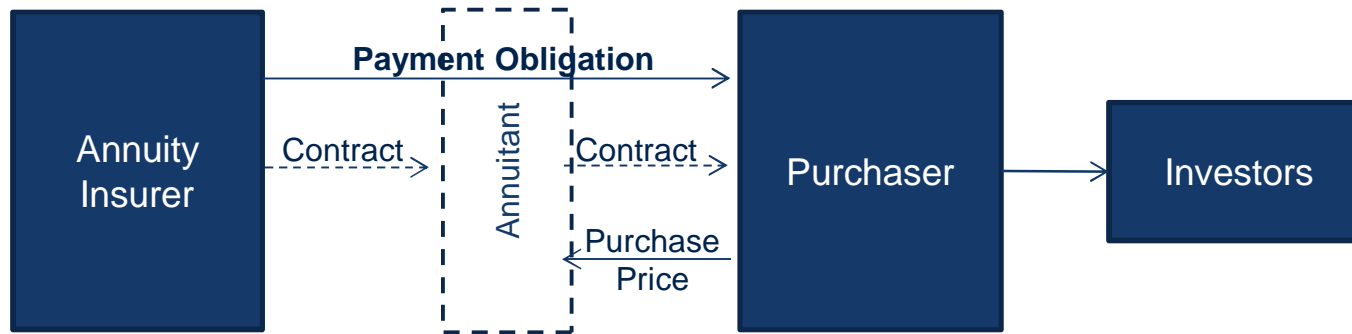 Payment Obligation
Annuity
Insurer
Contract
Annuitant
Contract
Purchaser
Investors
Purchase
Price